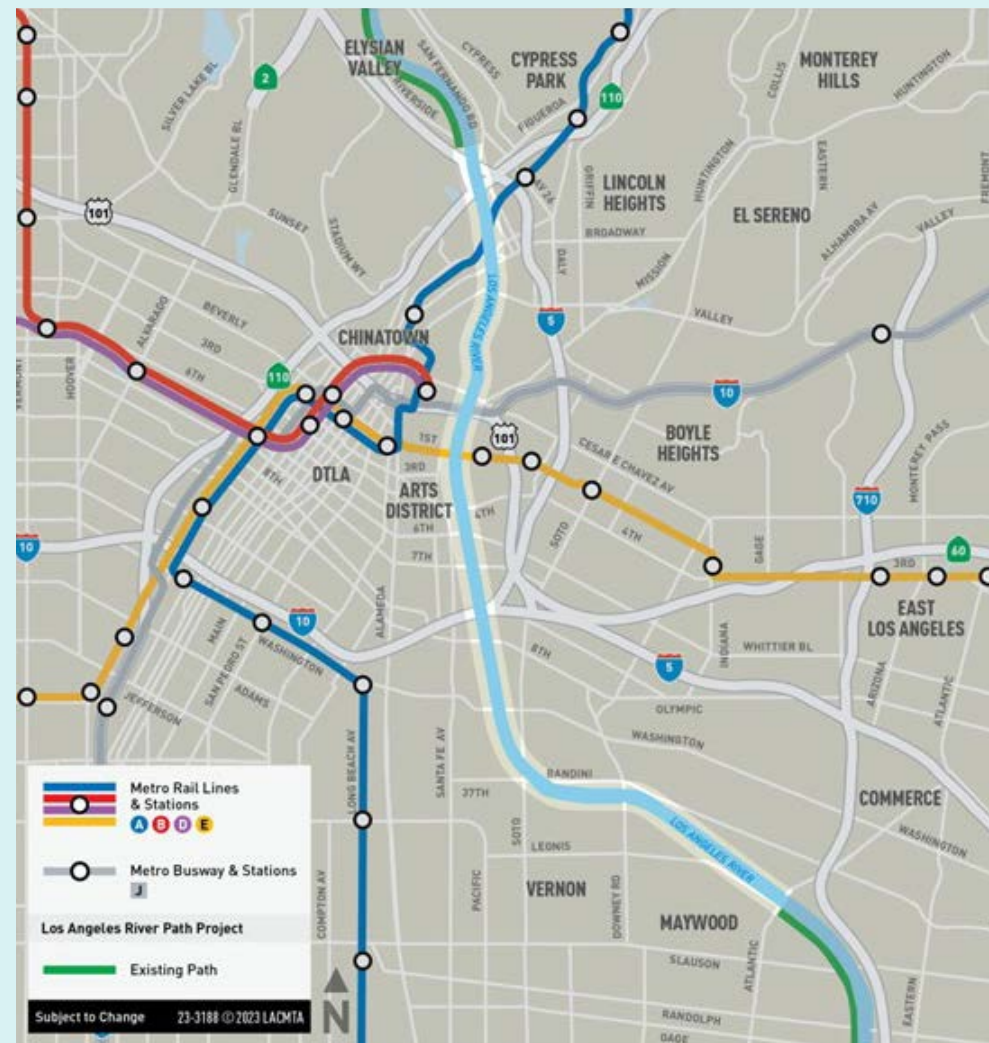 ELYSIAN
VALLEY
SAN FERNANDO RD
CYPRESS
CYPRESS
PARK
MONTEREY
HILLS
COLLIS
HUNTINGTON
2
SILVER LAKE BL
GLENDALE BL
RIVERSIDE
FIGUEROA
110
101
SUNSET
STADIUM WY
AV 26
GRIFFIN
LINCOLN
HEIGHTS
HUNTINGTON
EASTERN
FREMONT
EL SERENO
BROADWAY
DALY
MISSION
ALHAMBRA AV
VALLEY
LOS ANGELES RIVER
5
VALLEY
ALVARADO
BEVERLY
3RD
6TH
CHINATOWN
VERMONT
HOOVER
110
10
BOYLE
HEIGHTS
101
1ST
3RD
CESAR E CHAVEZ AV
MONTEREY PASS
8TH
DTLA
ARTS
DISTRICT
4TH
6TH
7TH
SOTO
4TH
GAGE
710
60
3RD
10
EAST
LOS ANGELES
MAIN
SAN PEDRO ST
10
WASHINGTON
ADAMS
JEFFERSON
ALAMEDA
8TH
INDIANA
WHITTIER BL
5
ARIZONA
ATLANTIC
OLYMPIC
WASHINGTON
LONG BEACH AV
SANTA FE AV
37TH
BANDINI
COMMERCE
WASHINGTON
SOTO
LEONIS
LOS ANGELES RIVER
COMPTON AV
PACIFIC
VERNON
DOWNEY RD
MAYWOOD
SLAUSON
ATLANTIC
EASTERN
RANDOLPH
GAGE
Metro Rail Lines
& Stations
A B D E
Metro Busway & Stations
J
Los Angeles River Path Project
Existing Path
N
Subject to Change 23-3188 © 2023 LACMTA